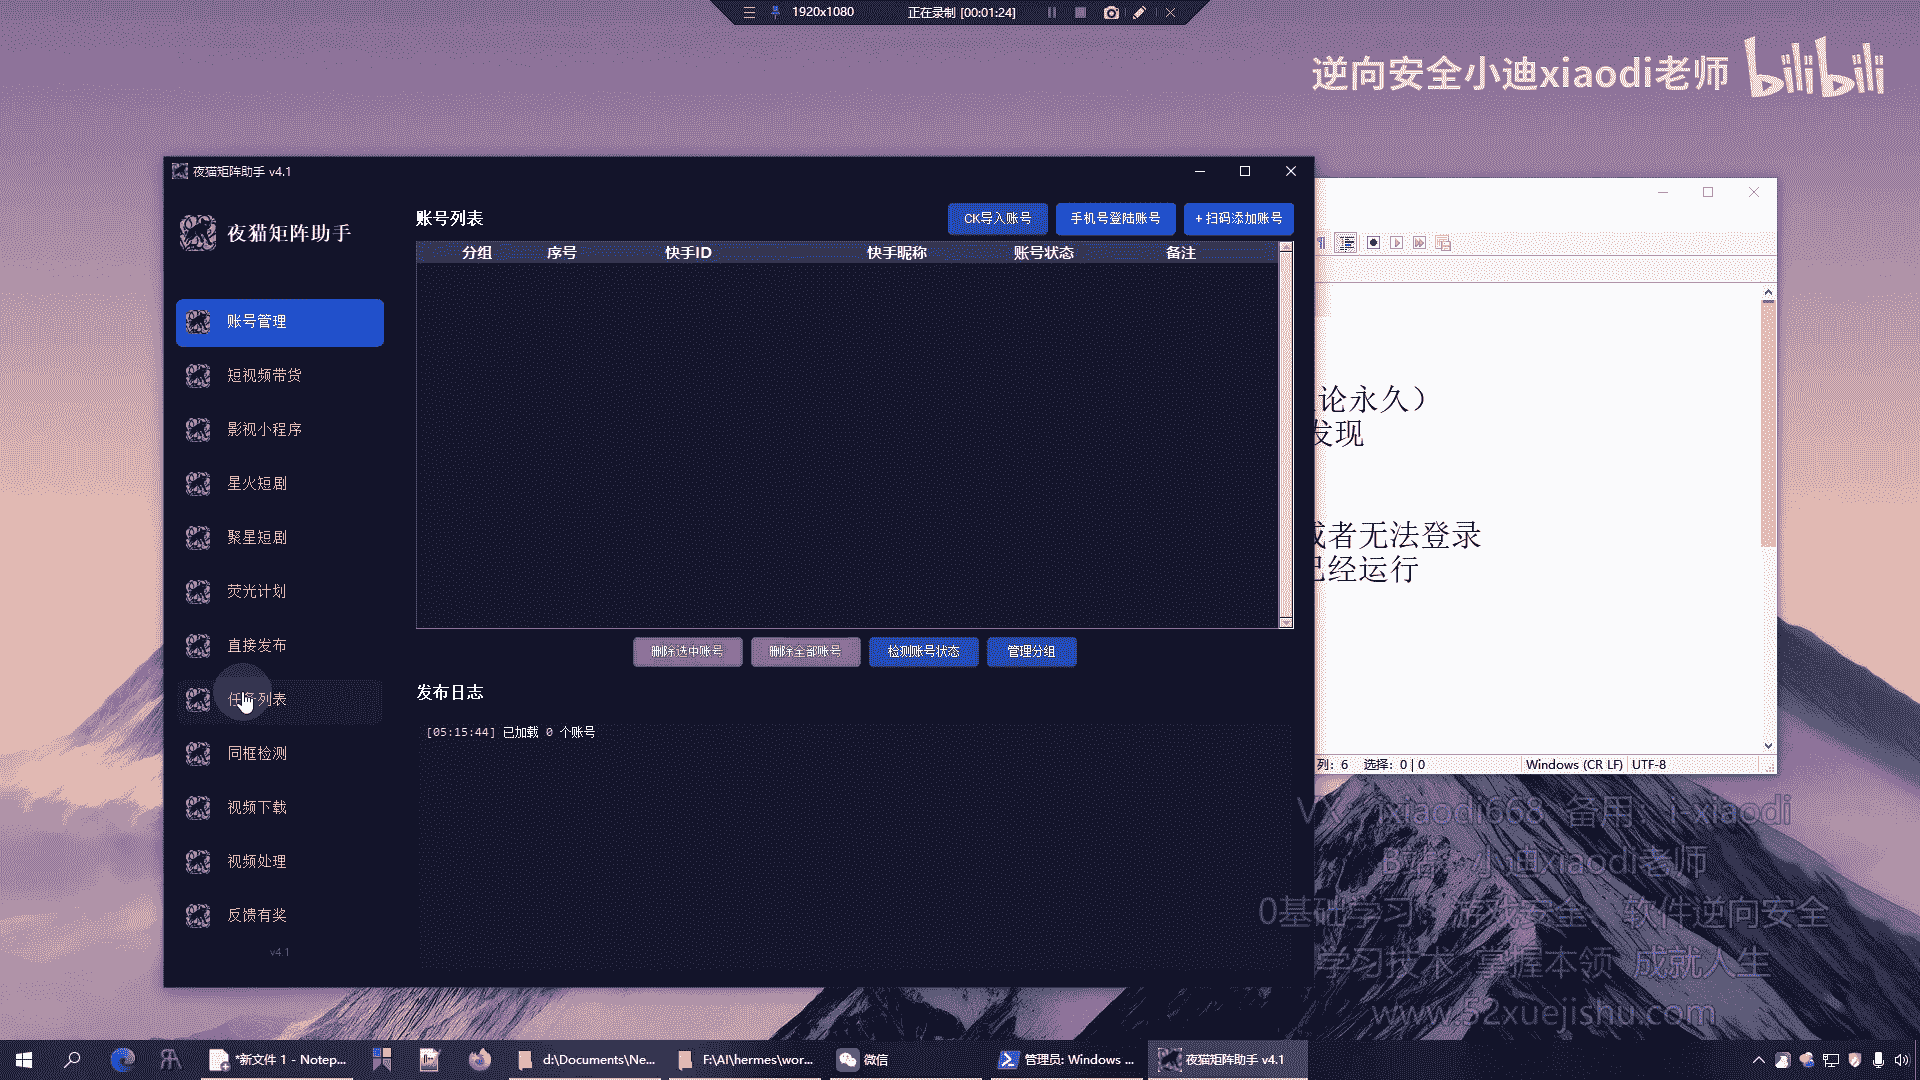 1920x1080
正在录制 [00:01:24]
逆向安全小迪xiaodi老师
bilibili
夜猫矩阵助手 v4.1
夜猫矩阵助手
账号管理
短视频带货
影视小程序
星火短剧
聚星短剧
荧光计划
直接发布
任务列表
同框检测
视频下载
视频处理
反馈有奖
v4.1
账号列表
CK导入账号
手机号登陆账号
+ 扫码添加账号
分组 序号 快手ID 快手昵称 账号状态 备注
删除选中账号
删除全部账号
检测账号状态
管理分组
发布日志
[05:15:44] 已加载 0 个账号
论永久）
发现
或者无法登录
已经运行
列: 6 选择: 0 | 0
Windows (CR LF)
UTF-8
VX ixiaodi668 备用: i-xiaodi
B站: 小迪xiaodi老师
0基础学习 游戏安全 软件逆向安全
学习技术 掌握本领 成就人生
www.52xuejishu.com
*新文件 1 - Notep...
d:\Documents\Ne...
F:\AI\hermes\wor...
微信
管理员: Windows ...
夜猫矩阵助手 v4.1